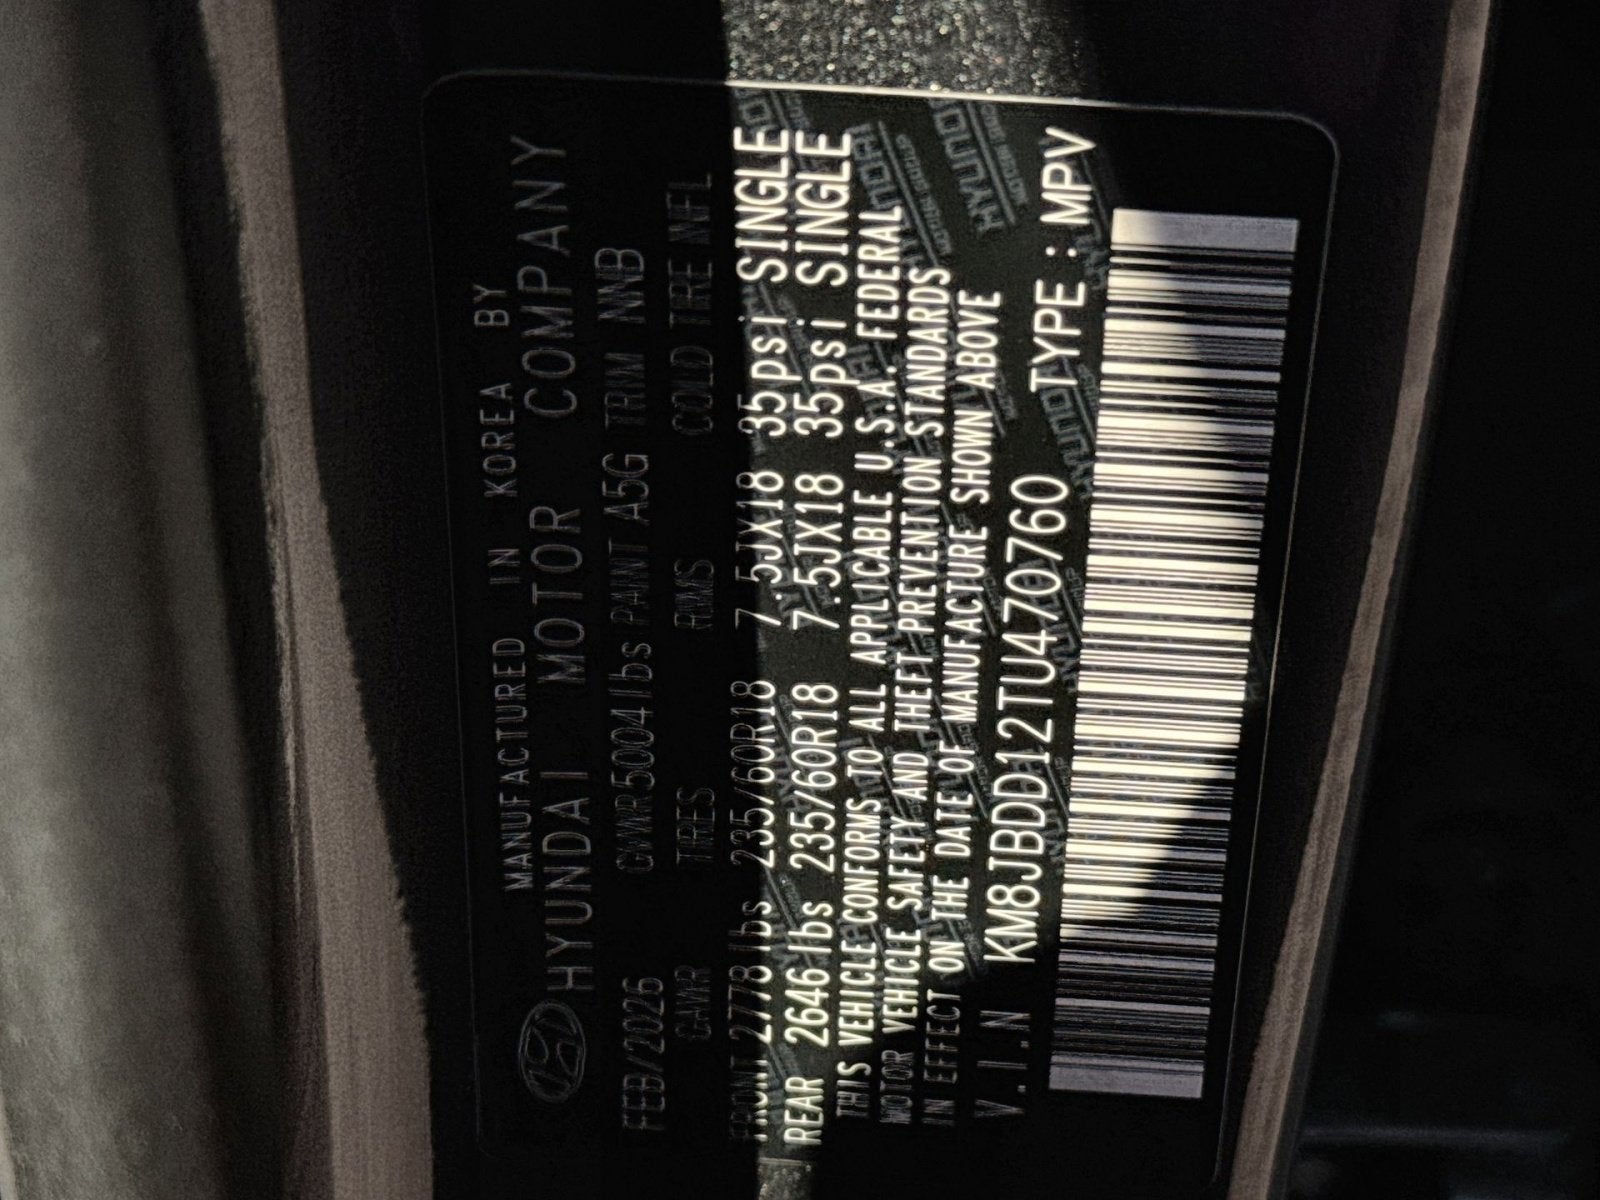 MANUFACTURED IN KOREA BY
HYUNDAI MOTOR COMPANY
FEB/2026 GVWR 5004 lbs PAINT A5G TRIM NNB
GAWR TIRES RIMS COLD TIRE INFL
FRONT 2778 lbs 235/60R18 7.5JX18 35psi SINGLE
REAR 2646 lbs 235/60R18 7.5JX18 35psi SINGLE
THIS VEHICLE CONFORMS TO ALL APPLICABLE U.S.A. FEDERAL
MOTOR VEHICLE SAFETY AND THEFT PREVENTION STANDARDS
IN EFFECT ON THE DATE OF MANUFACTURE SHOWN ABOVE
V.I.N KM8JBDD12TU470760 TYPE : MPV